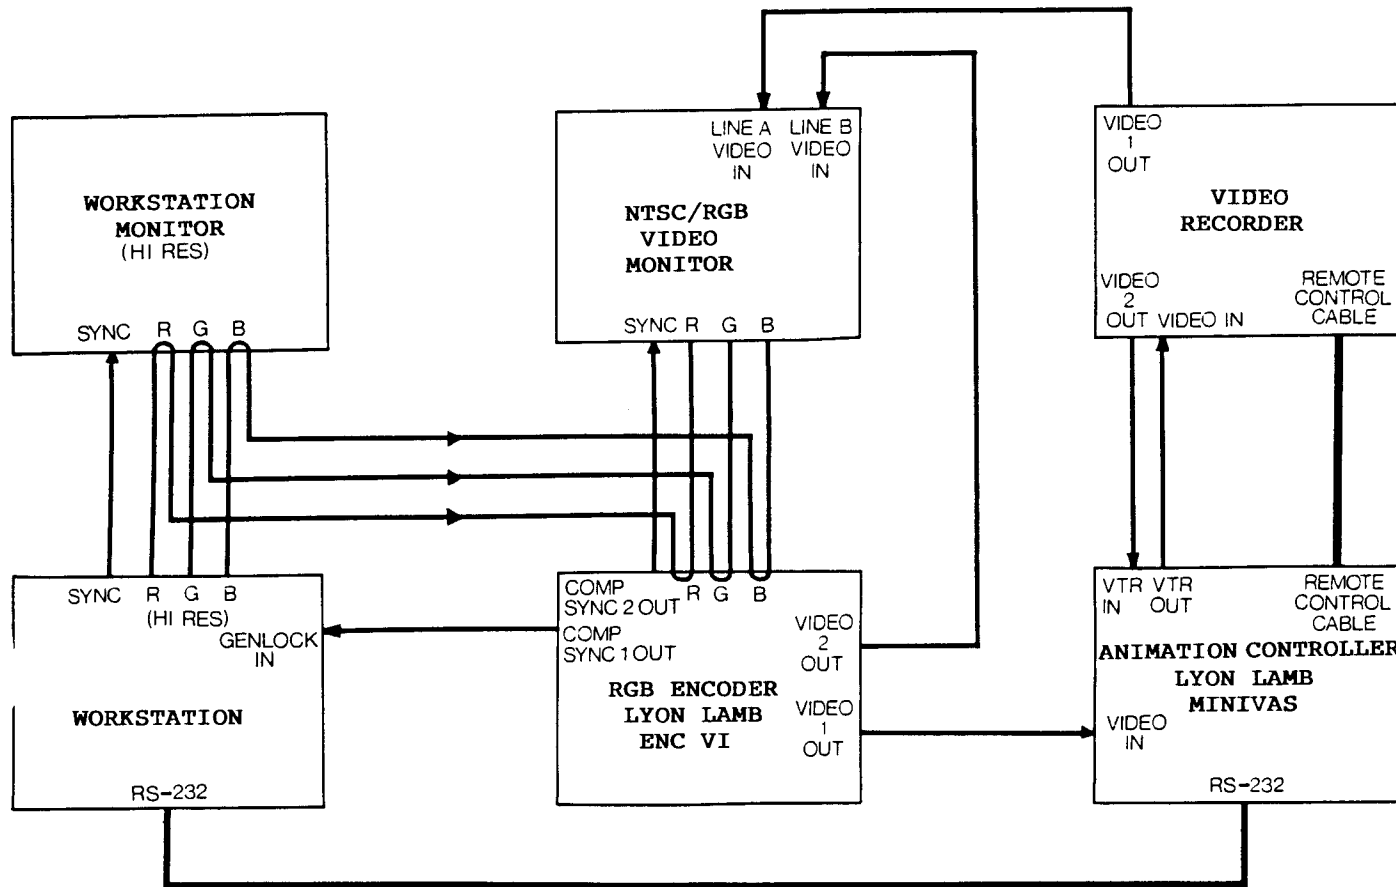 WORKSTATION
MONITOR
(HI RES)
SYNC R G B
LINE A
VIDEO
IN
LINE B
VIDEO
IN
NTSC/RGB
VIDEO
MONITOR
SYNC R G B
VIDEO
1
OUT
VIDEO
RECORDER
VIDEO
2
OUT
VIDEO IN
REMOTE
CONTROL
CABLE
SYNC R G B
(HI RES)
GENLOCK
IN
WORKSTATION
RS-232
COMP
SYNC 2 OUT
R G B
COMP
SYNC 1 OUT
VIDEO
2
OUT
RGB ENCODER
LYON LAMB
ENC VI
VIDEO
1
OUT
VTR
IN
VTR
OUT
REMOTE
CONTROL
CABLE
ANIMATION CONTROLLER
LYON LAMB
MINIVAS
VIDEO
IN
RS-232